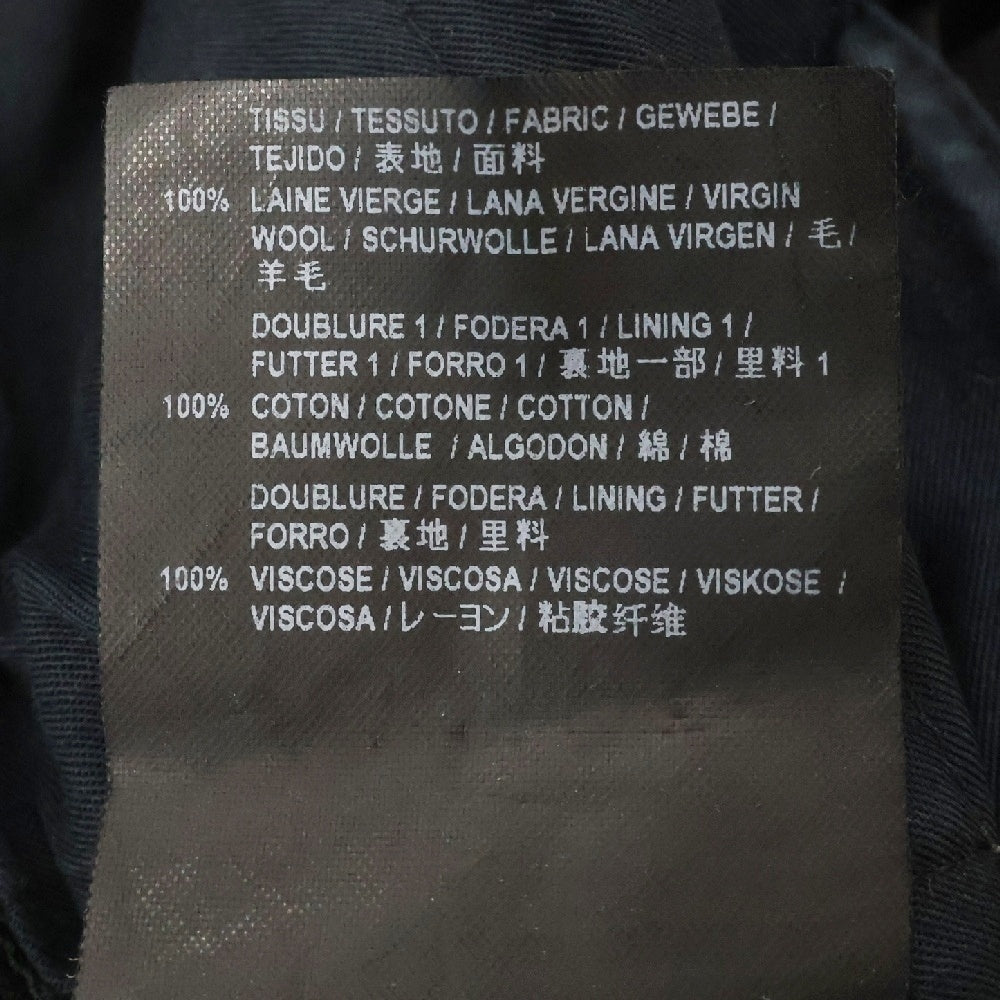 TISSU / TESSUTO / FABRIC / GEWEBE /
TEJIDO / 表地 / 面料
100% LAINE VIERGE / LANA VERGINE / VIRGIN
WOOL / SCHURWOLLE / LANA VIRGEN / 毛 /
羊毛
DOUBLURE 1 / FODERA 1 / LINING 1 /
FUTTER 1 / FORRO 1 / 裏地一部 / 里料 1
100% COTON / COTONE / COTTON /
BAUMWOLLE / ALGODON / 綿 / 棉
DOUBLURE / FODERA / LINING / FUTTER /
FORRO / 裏地 / 里料
100% VISCOSE / VISCOSA / VISCOSE / VISKOSE /
VISCOSA / レーヨン / 粘胶纤维